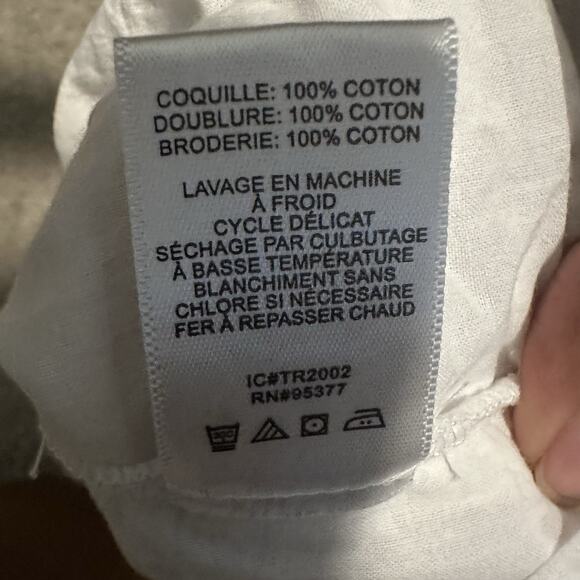 COQUILLE: 100% COTON
DOUBLURE: 100% COTON
BRODERIE: 100% COTON
LAVAGE EN MACHINE
À FROID
CYCLE DÉLICAT
SÉCHAGE PAR CULBUTAGE
À BASSE TEMPÉRATURE
BLANCHIMENT SANS
CHLORE SI NÉCESSAIRE
FER À REPASSER CHAUD
IC#TR2002
RN#95377